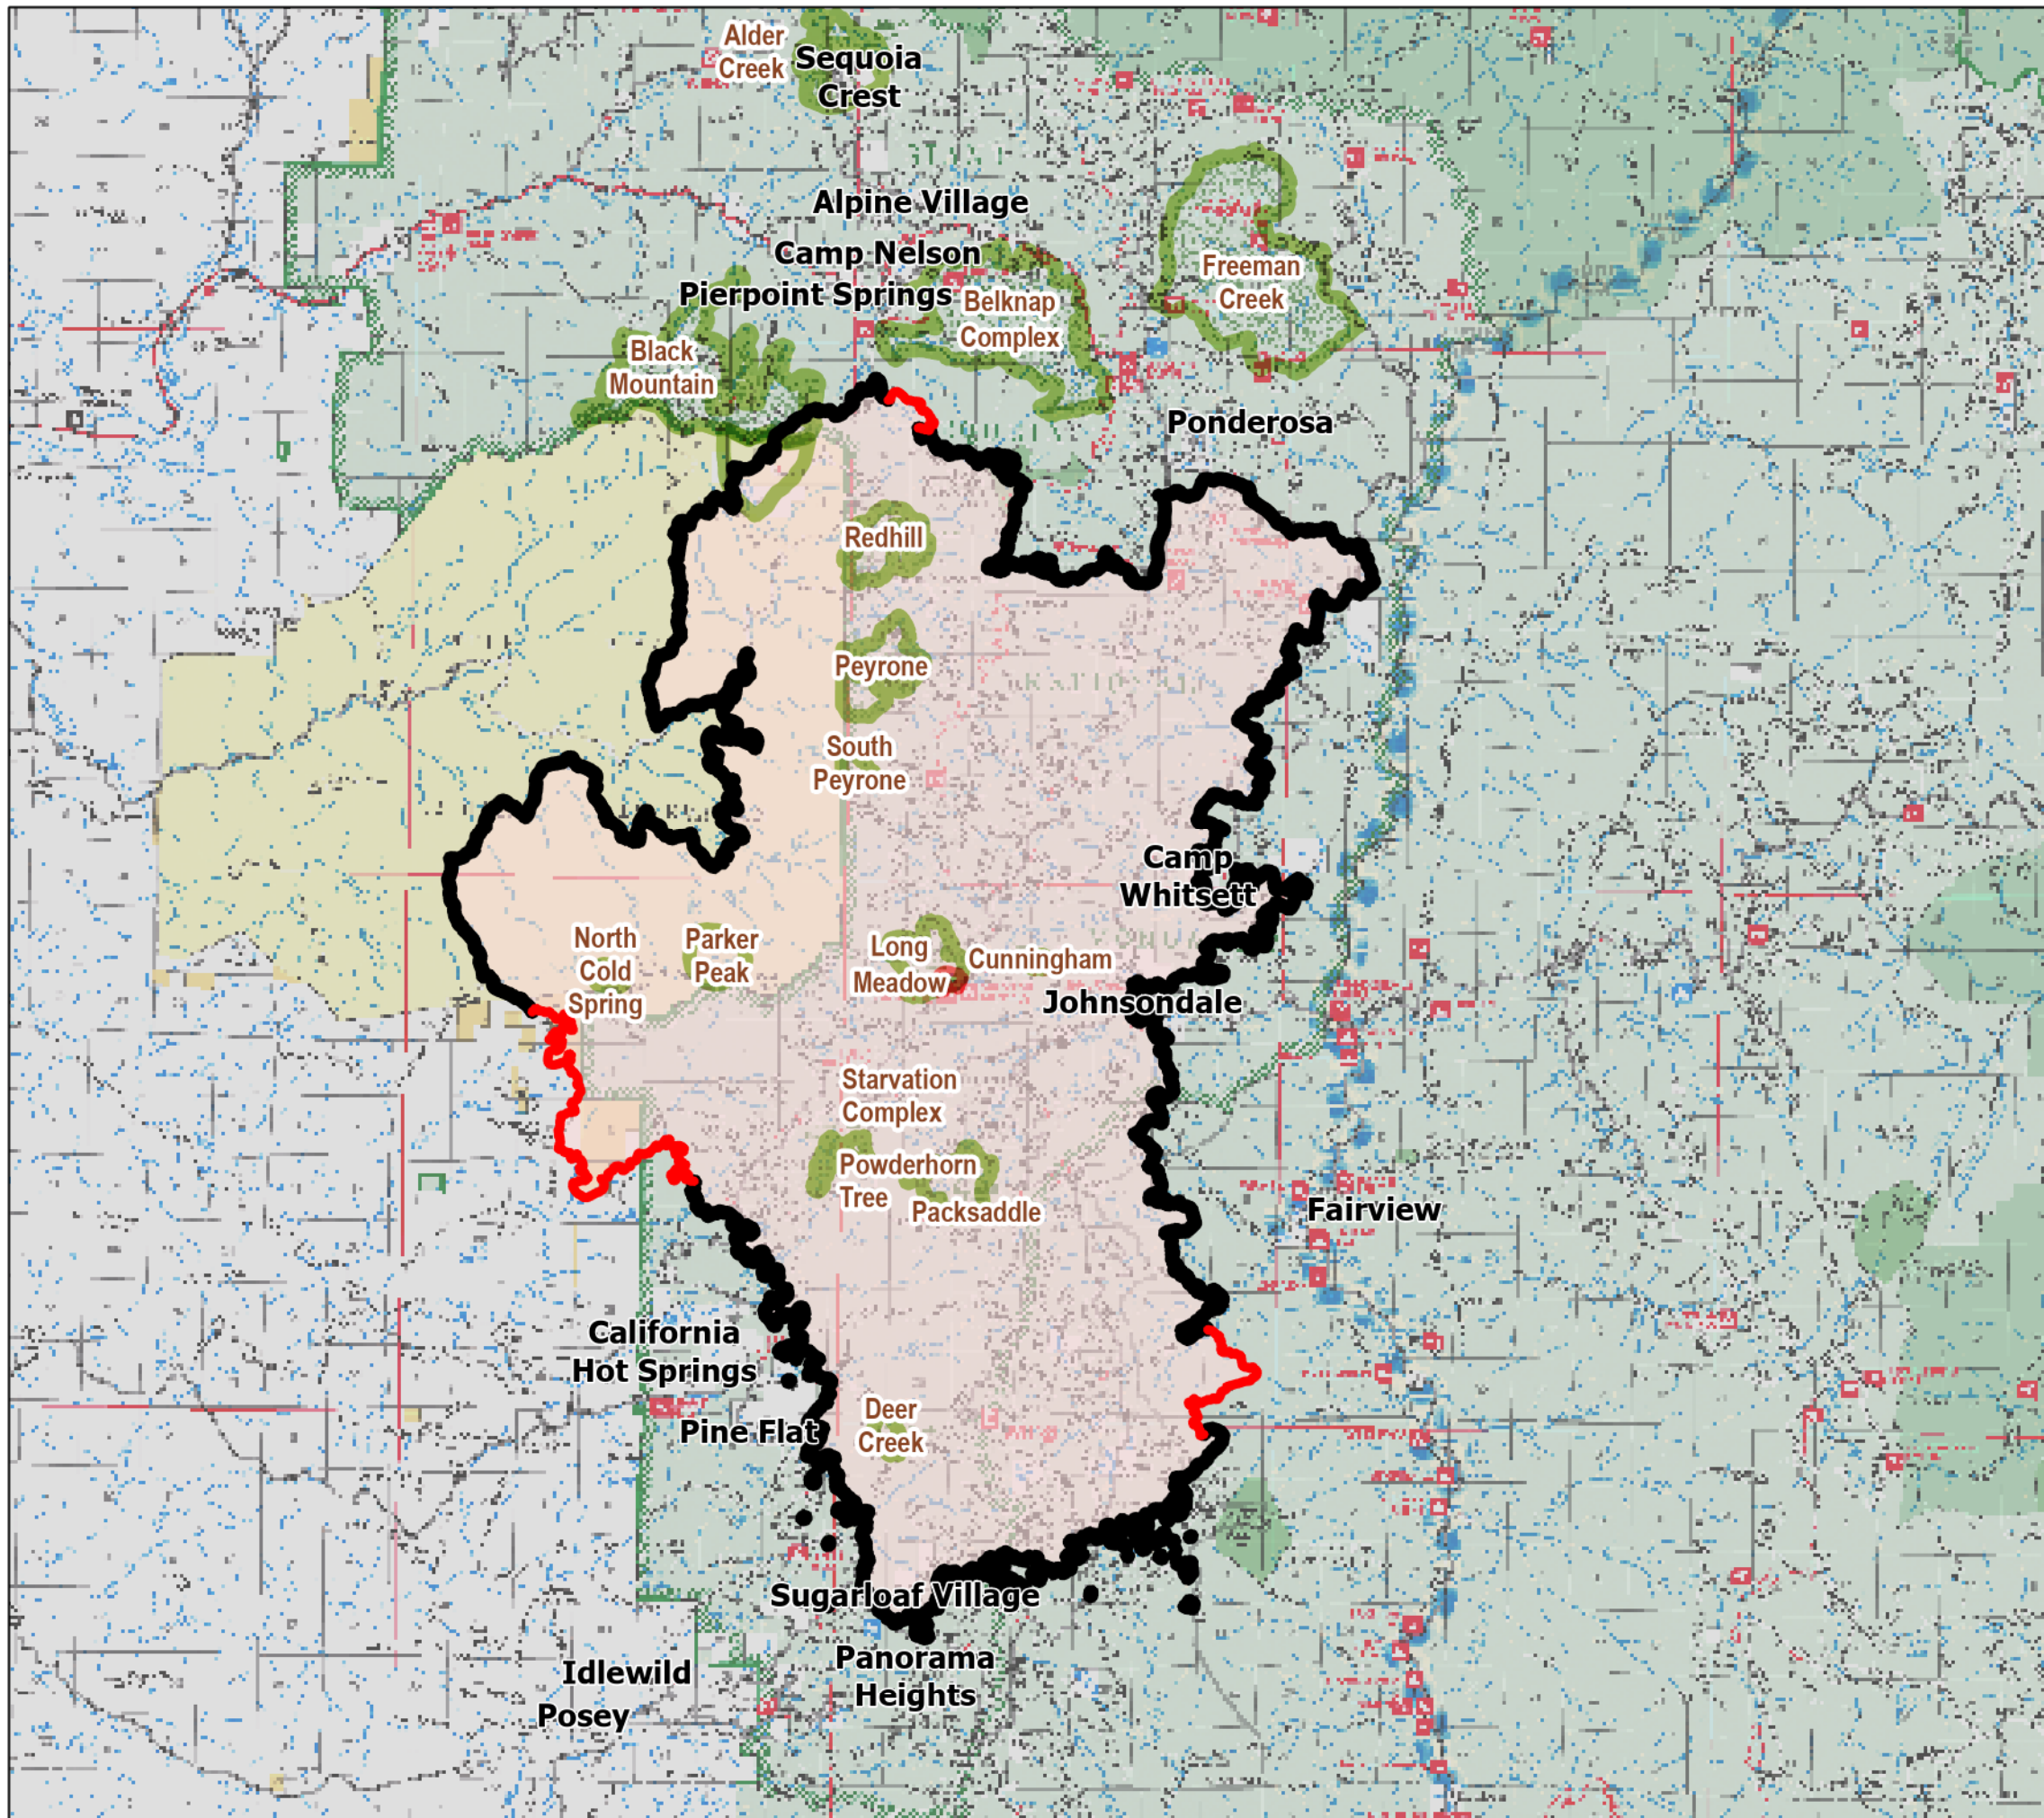 Alder
Creek
Sequoia
Crest
Alpine Village
Camp Nelson
Pierpoint Springs
Belknap
Complex
Freeman
Creek
Black
Mountain
Ponderosa
Redhill
Peyrone
South
Peyrone
Camp
Whitsett
North
Cold
Spring
Parker
Peak
Long
Meadow
Cunningham
Johnsondale
Starvation
Complex
Powderhorn
Tree
Packsaddle
Fairview
California
Hot Springs
Pine Flat
Deer
Creek
Sugarloaf Village
Panorama
Heights
Idlewild
Posey